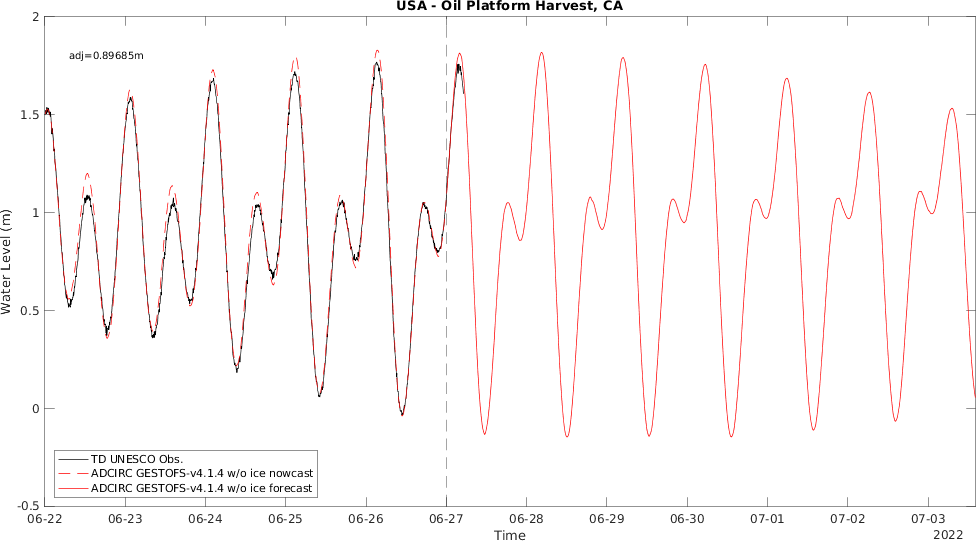 USA - Oil Platform Harvest, CA
2
adj=0.89685m
1.5
1
0.5
0
-0.5
Water Level (m)
TD UNESCO Obs.
ADCIRC GESTOFS-v4.1.4 w/o ice nowcast
ADCIRC GESTOFS-v4.1.4 w/o ice forecast
06-22 06-23 06-24 06-25 06-26 06-27 06-28 06-29 06-30 07-01 07-02 07-03
Time
2022